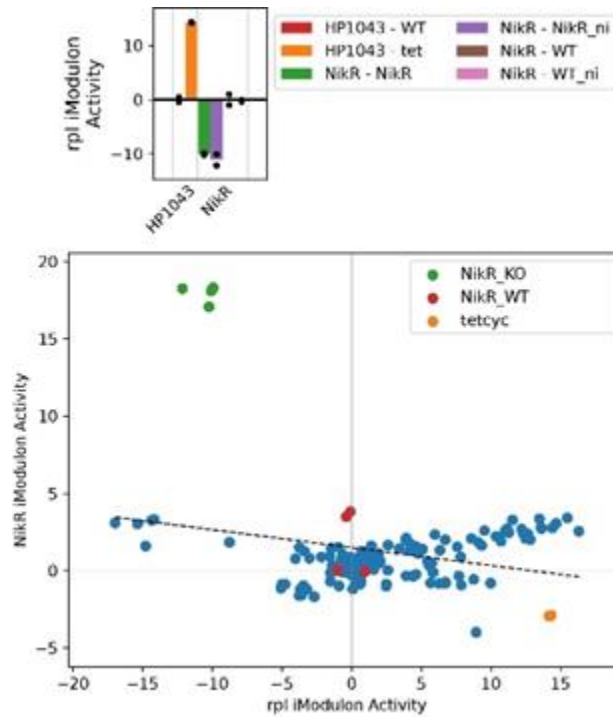 HP1043 - WT
HP1043 - tet
NikR - NikR
NikR - NikR_ni
NikR - WT
NikR - WT_ni
rpl iModulon
Activity
10
0
−10
HP1043
NikR
NikR_KO
NikR_WT
tetcyc
NikR iModulon Activity
20
15
10
5
0
−5
−20
−15
−10
−5
0
5
10
15
rpl iModulon Activity